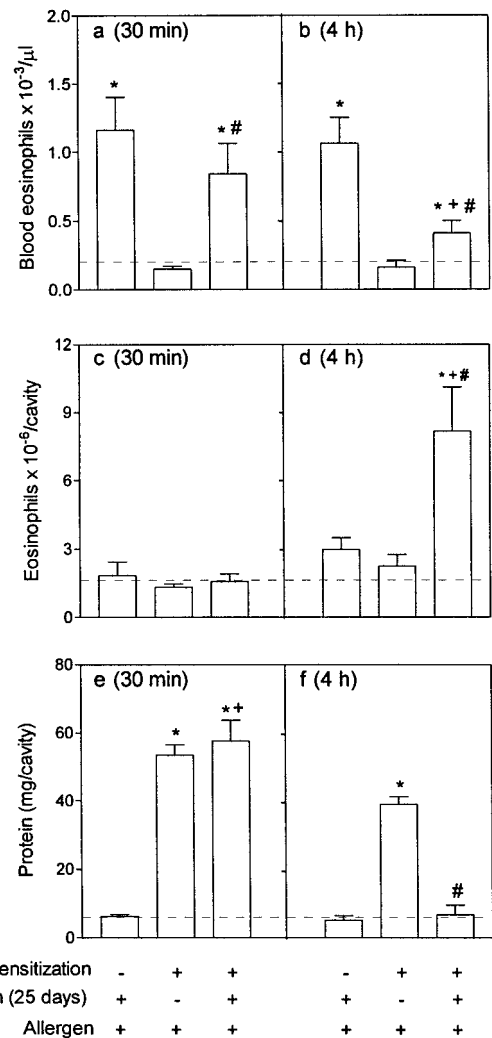 a (30 min)
b (4 h)
Blood eosinophils x 10⁻³/µl
2.0
1.5
1.0
0.5
0.0
*
* #
*
* + #
c (30 min)
d (4 h)
Eosinophils x 10⁻⁶/cavity
12
9
6
3
0
* + #
e (30 min)
f (4 h)
Protein (mg/cavity)
80
60
40
20
0
*
* +
*
#
ensitization - + + - + +
n (25 days) + - + + - +
Allergen + + + + + +